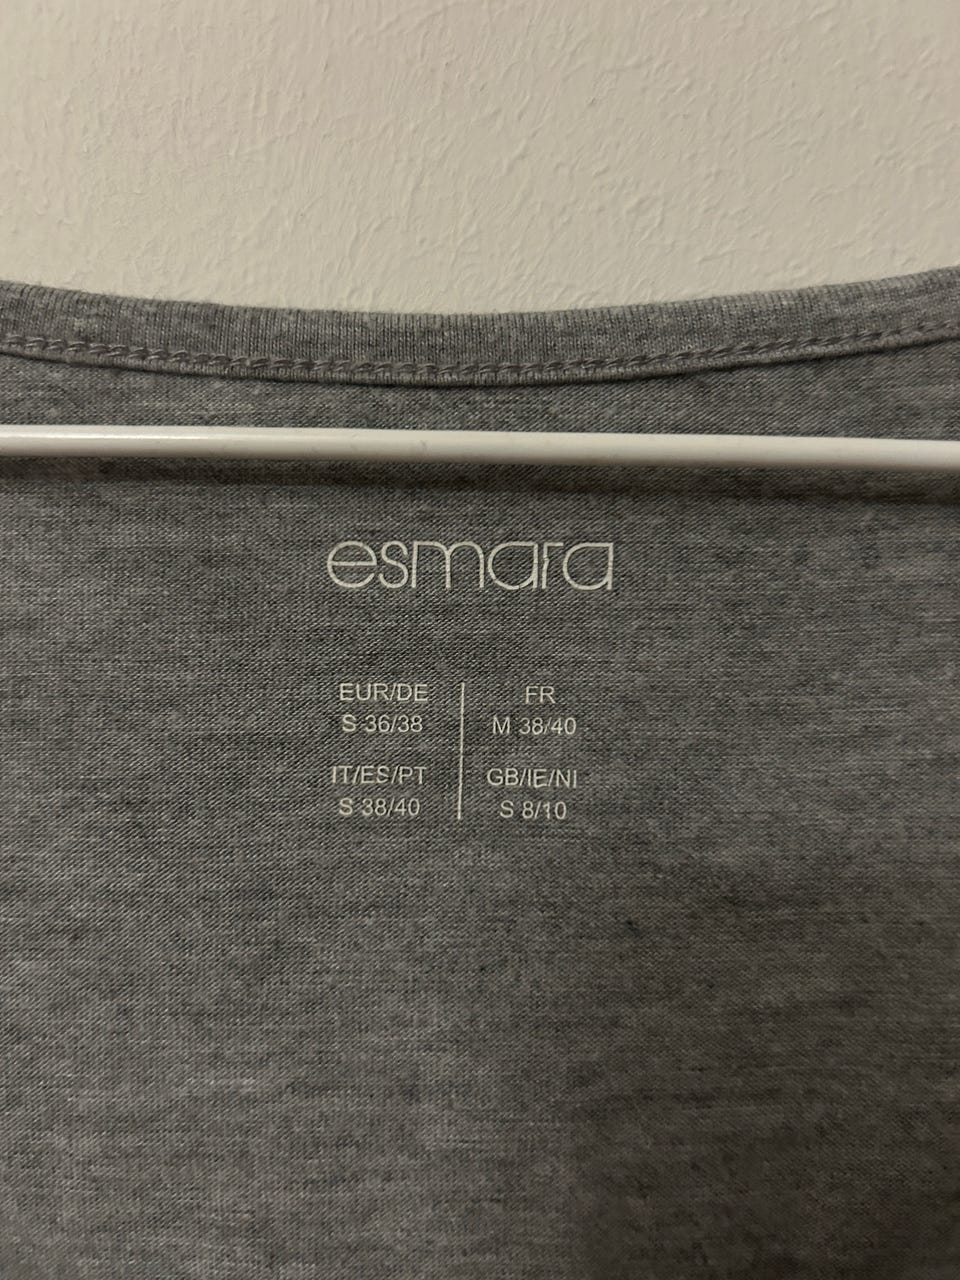 esmara
EUR/DE
S 36/38
FR
M 38/40
IT/ES/PT
S 38/40
GB/IE/NI
S 8/10